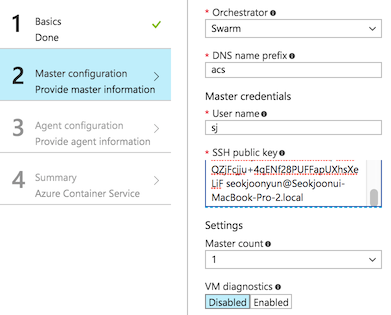 1
Basics
Done
2
Master configuration
Provide master information
3
Agent configuration
Provide agent information
4
Summary
Azure Container Service
* Orchestrator
Swarm
* DNS name prefix
acs
Master credentials
* User name
sj
* SSH public key
QZjFcjju+4qENf28PUFFapUXhsXe
LjF seokjoonyun@Seokjoonui-
MacBook-Pro-2.local
Settings
Master count
1
VM diagnostics
Disabled Enabled